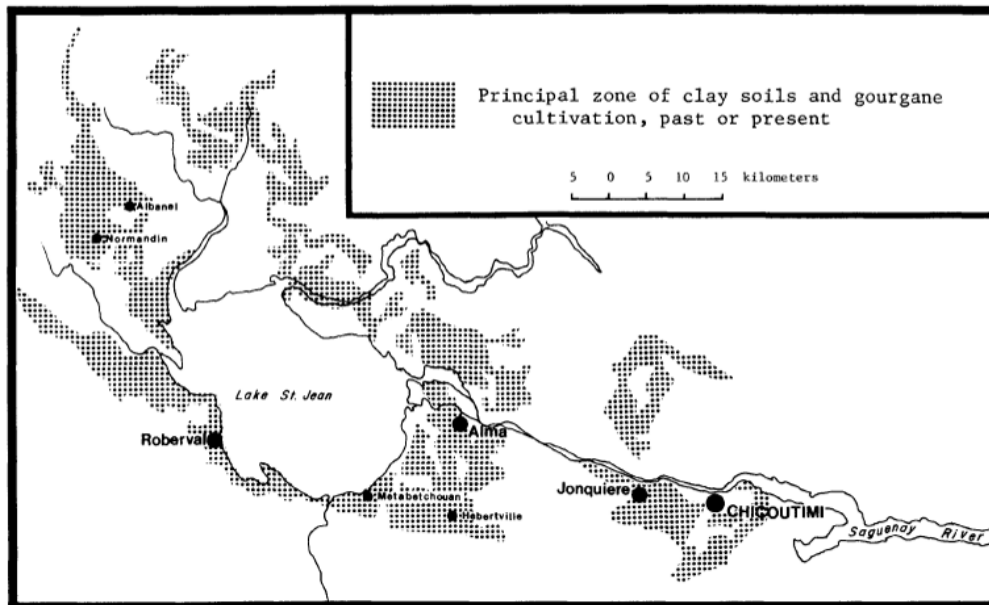 Principal zone of clay soils and gourgane
cultivation, past or present
5 0 5 10 15 kilometers
Albanel
Normandin
Lake St. Jean
Roberval
Alma
Metabetchouan
Hebertville
Jonquiere
CHICOUTIMI
Saguenay River